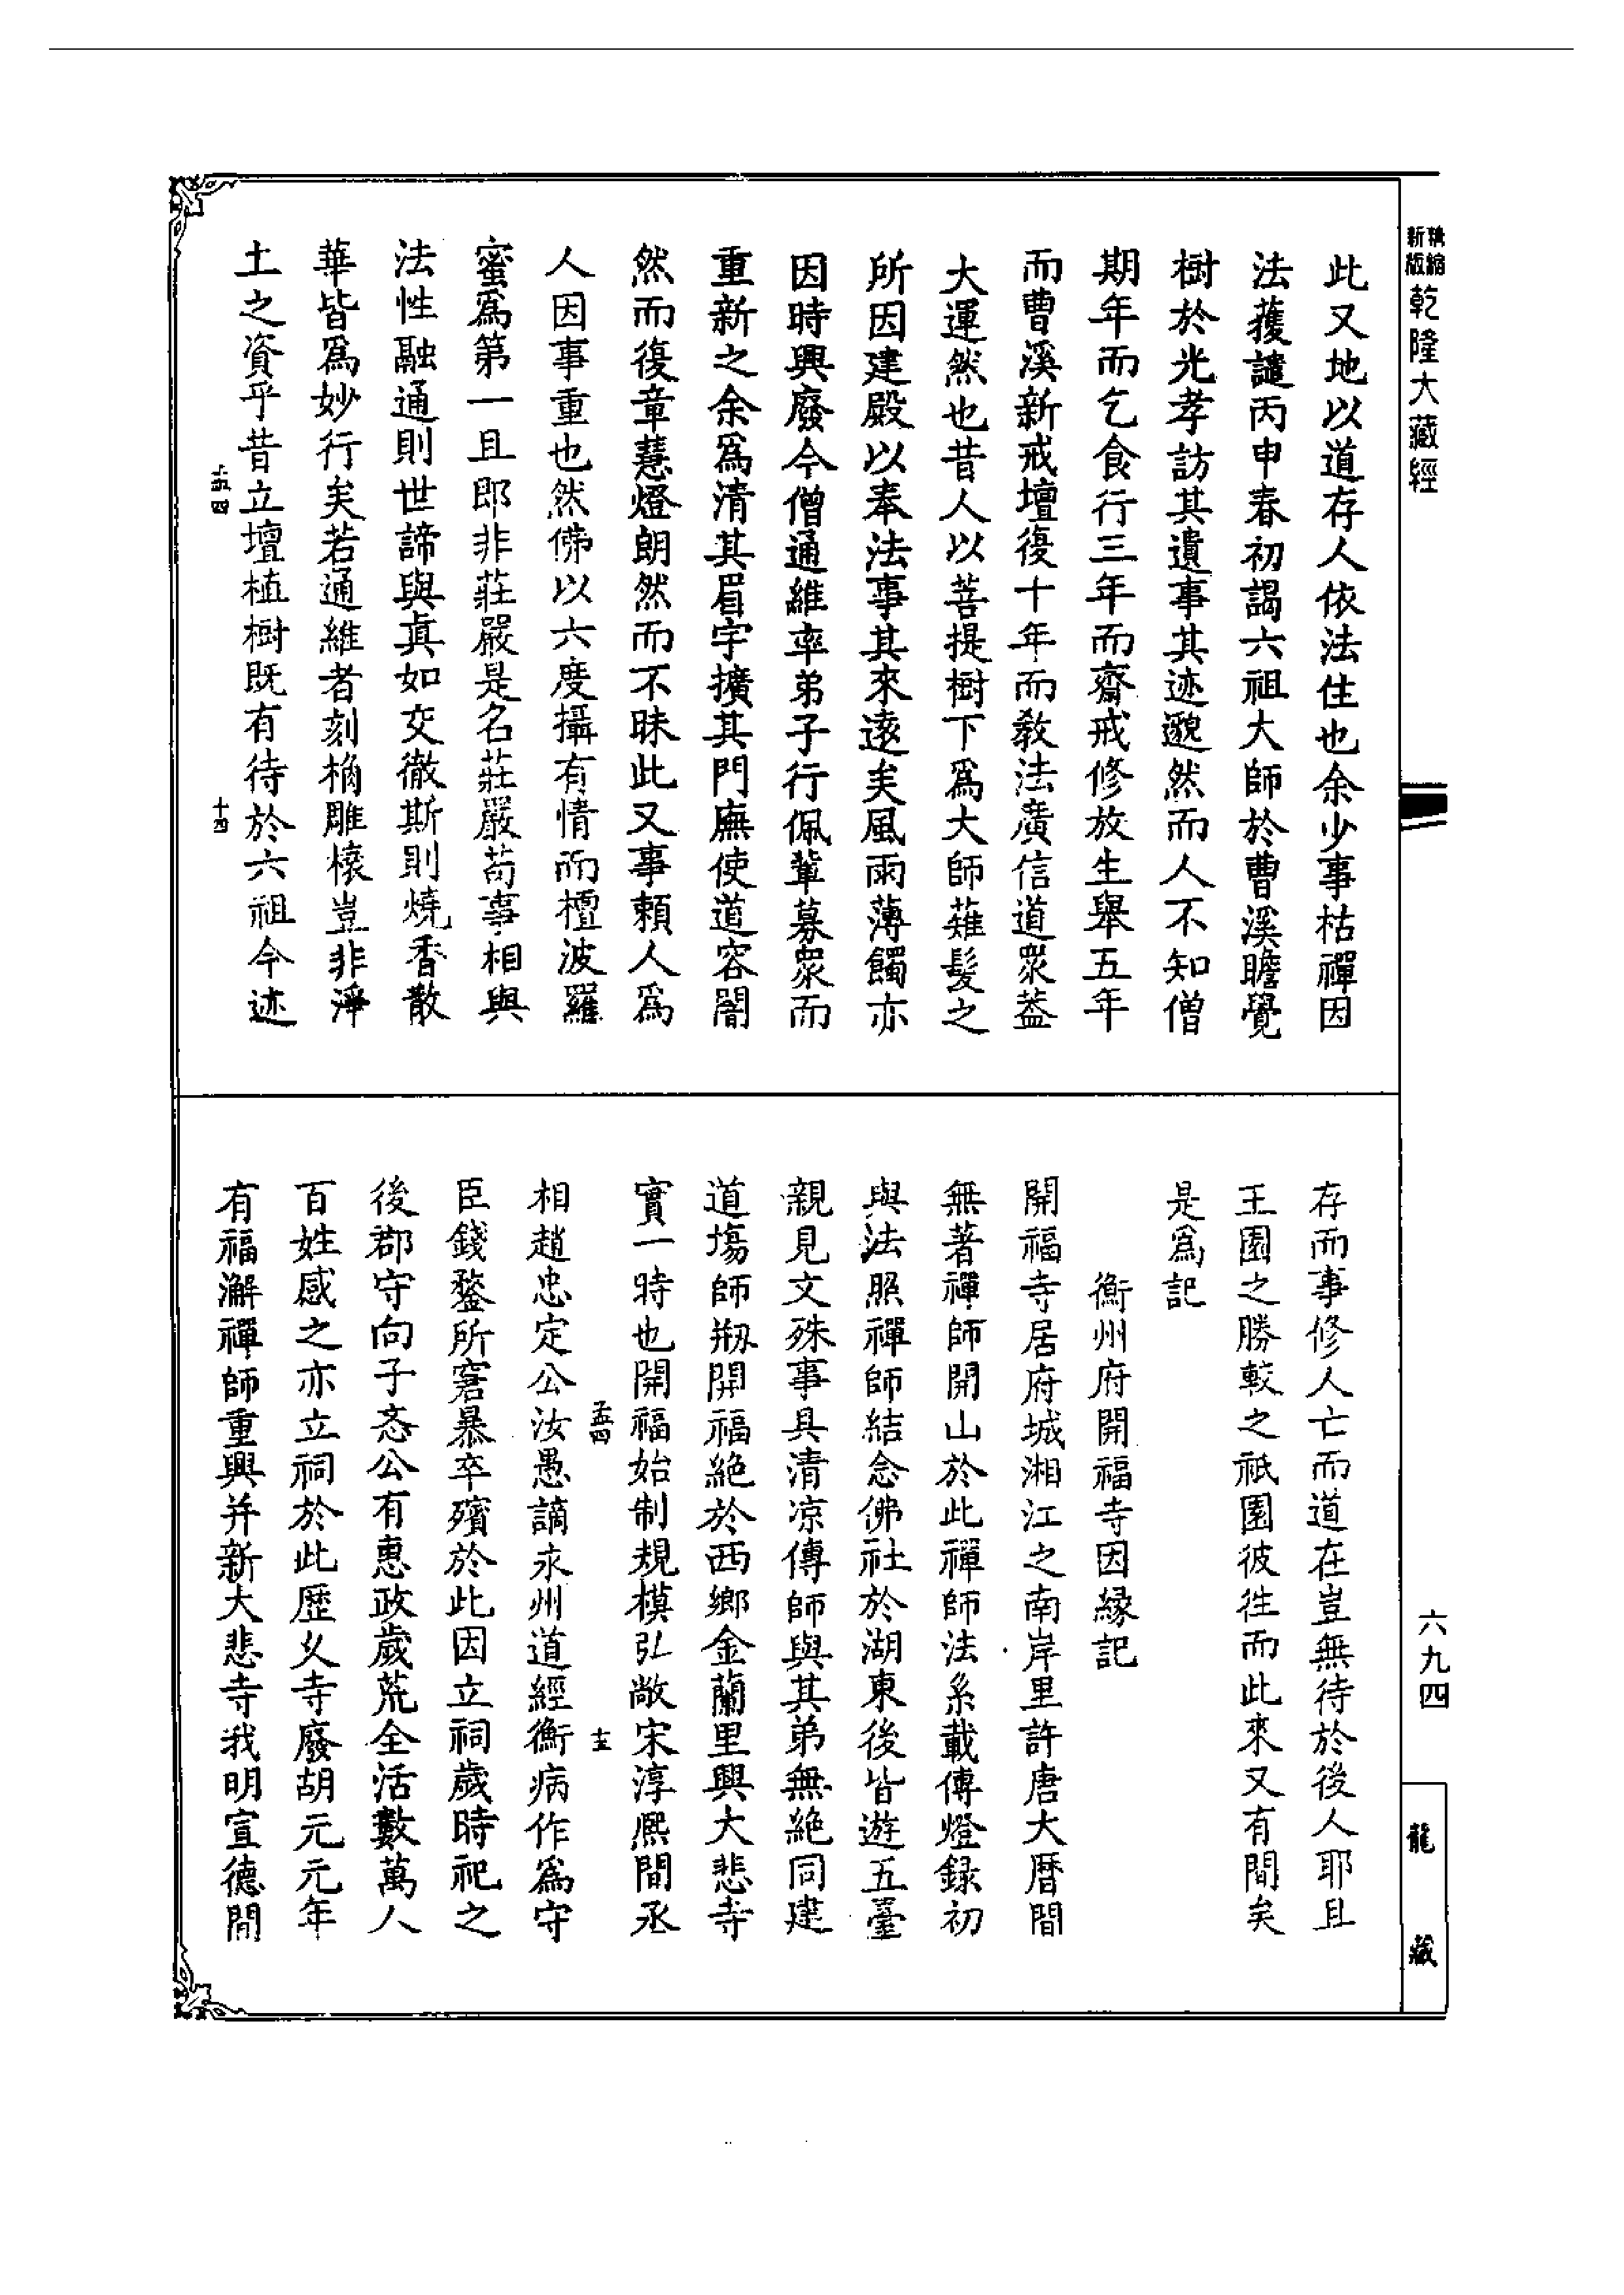 精縮
新版
乾隆大藏經
此又地以道存人依法住也余少事枯禪因
法獲譴丙申春初謁六祖大師於曹溪瞻覺
樹於光孝訪其遺事其迹邈然而人不知僧
期年而乞食行三年而齋戒修放生舉五年
而曹溪新戒壇復十年而教法廣信道衆葢
大運然也昔人以菩提樹下爲大師薙髮之
所因建殿以奉法事其來遠矣風雨薄蠲亦
因時興廢今僧通維率弟子行佩輩募衆而
重新之余爲清其眉宇擴其門廡使道容闇
然而復章慧燈朗然而不昧此又事賴人爲
人因事重也然佛以六度攝有情而檀波羅
蜜爲第一且即非莊嚴是名莊嚴苟事相與
法性融通則世諦與眞如交徹斯則燒香散
華皆爲妙行矣若通維者刻桷雕榱豈非淨
土之資乎昔立壇植樹既有待於六祖今迹
孟四
十四
存而事修人亡而道在豈無待於後人耶且
王園之勝較之祇園彼徃而此來又有間矣
是爲記
衡州府開福寺因緣記
開福寺居府城湘江之南岸里許唐大曆間
無著禪師開山於此禪師法系載傳燈録初
與法照禪師結念佛社於湖東後皆遊五臺
親見文殊事具清凉傳師與其弟無絶同建
道塲師剏開福絶於西鄉金蘭里興大悲寺
實一時也開福始制規模弘敞宋淳熙間丞
孟四
十五
相趙忠定公汝愚謫永州道經衡病作爲守
臣錢鍪所窘暴卒殯於此因立祠歲時祀之
後郡守向子忞公有惠政歲荒全活數萬人
百姓感之亦立祠於此歷乆寺廢胡元元年
有福澥禪師重興并新大悲寺我明宣德間
六九四
龍
藏